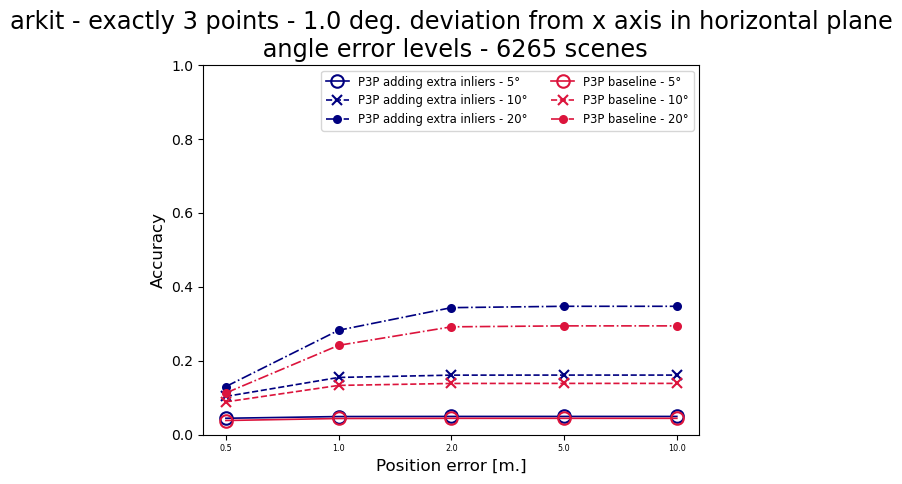 arkit - exactly 3 points - 1.0 deg. deviation from x axis in horizontal plane
angle error levels - 6265 scenes
P3P adding extra inliers - 5°
P3P adding extra inliers - 10°
P3P adding extra inliers - 20°
P3P baseline - 5°
P3P baseline - 10°
P3P baseline - 20°
Accuracy
1.0
0.8
0.6
0.4
0.2
0.0
0.5 1.0 2.0 5.0 10.0
Position error [m.]